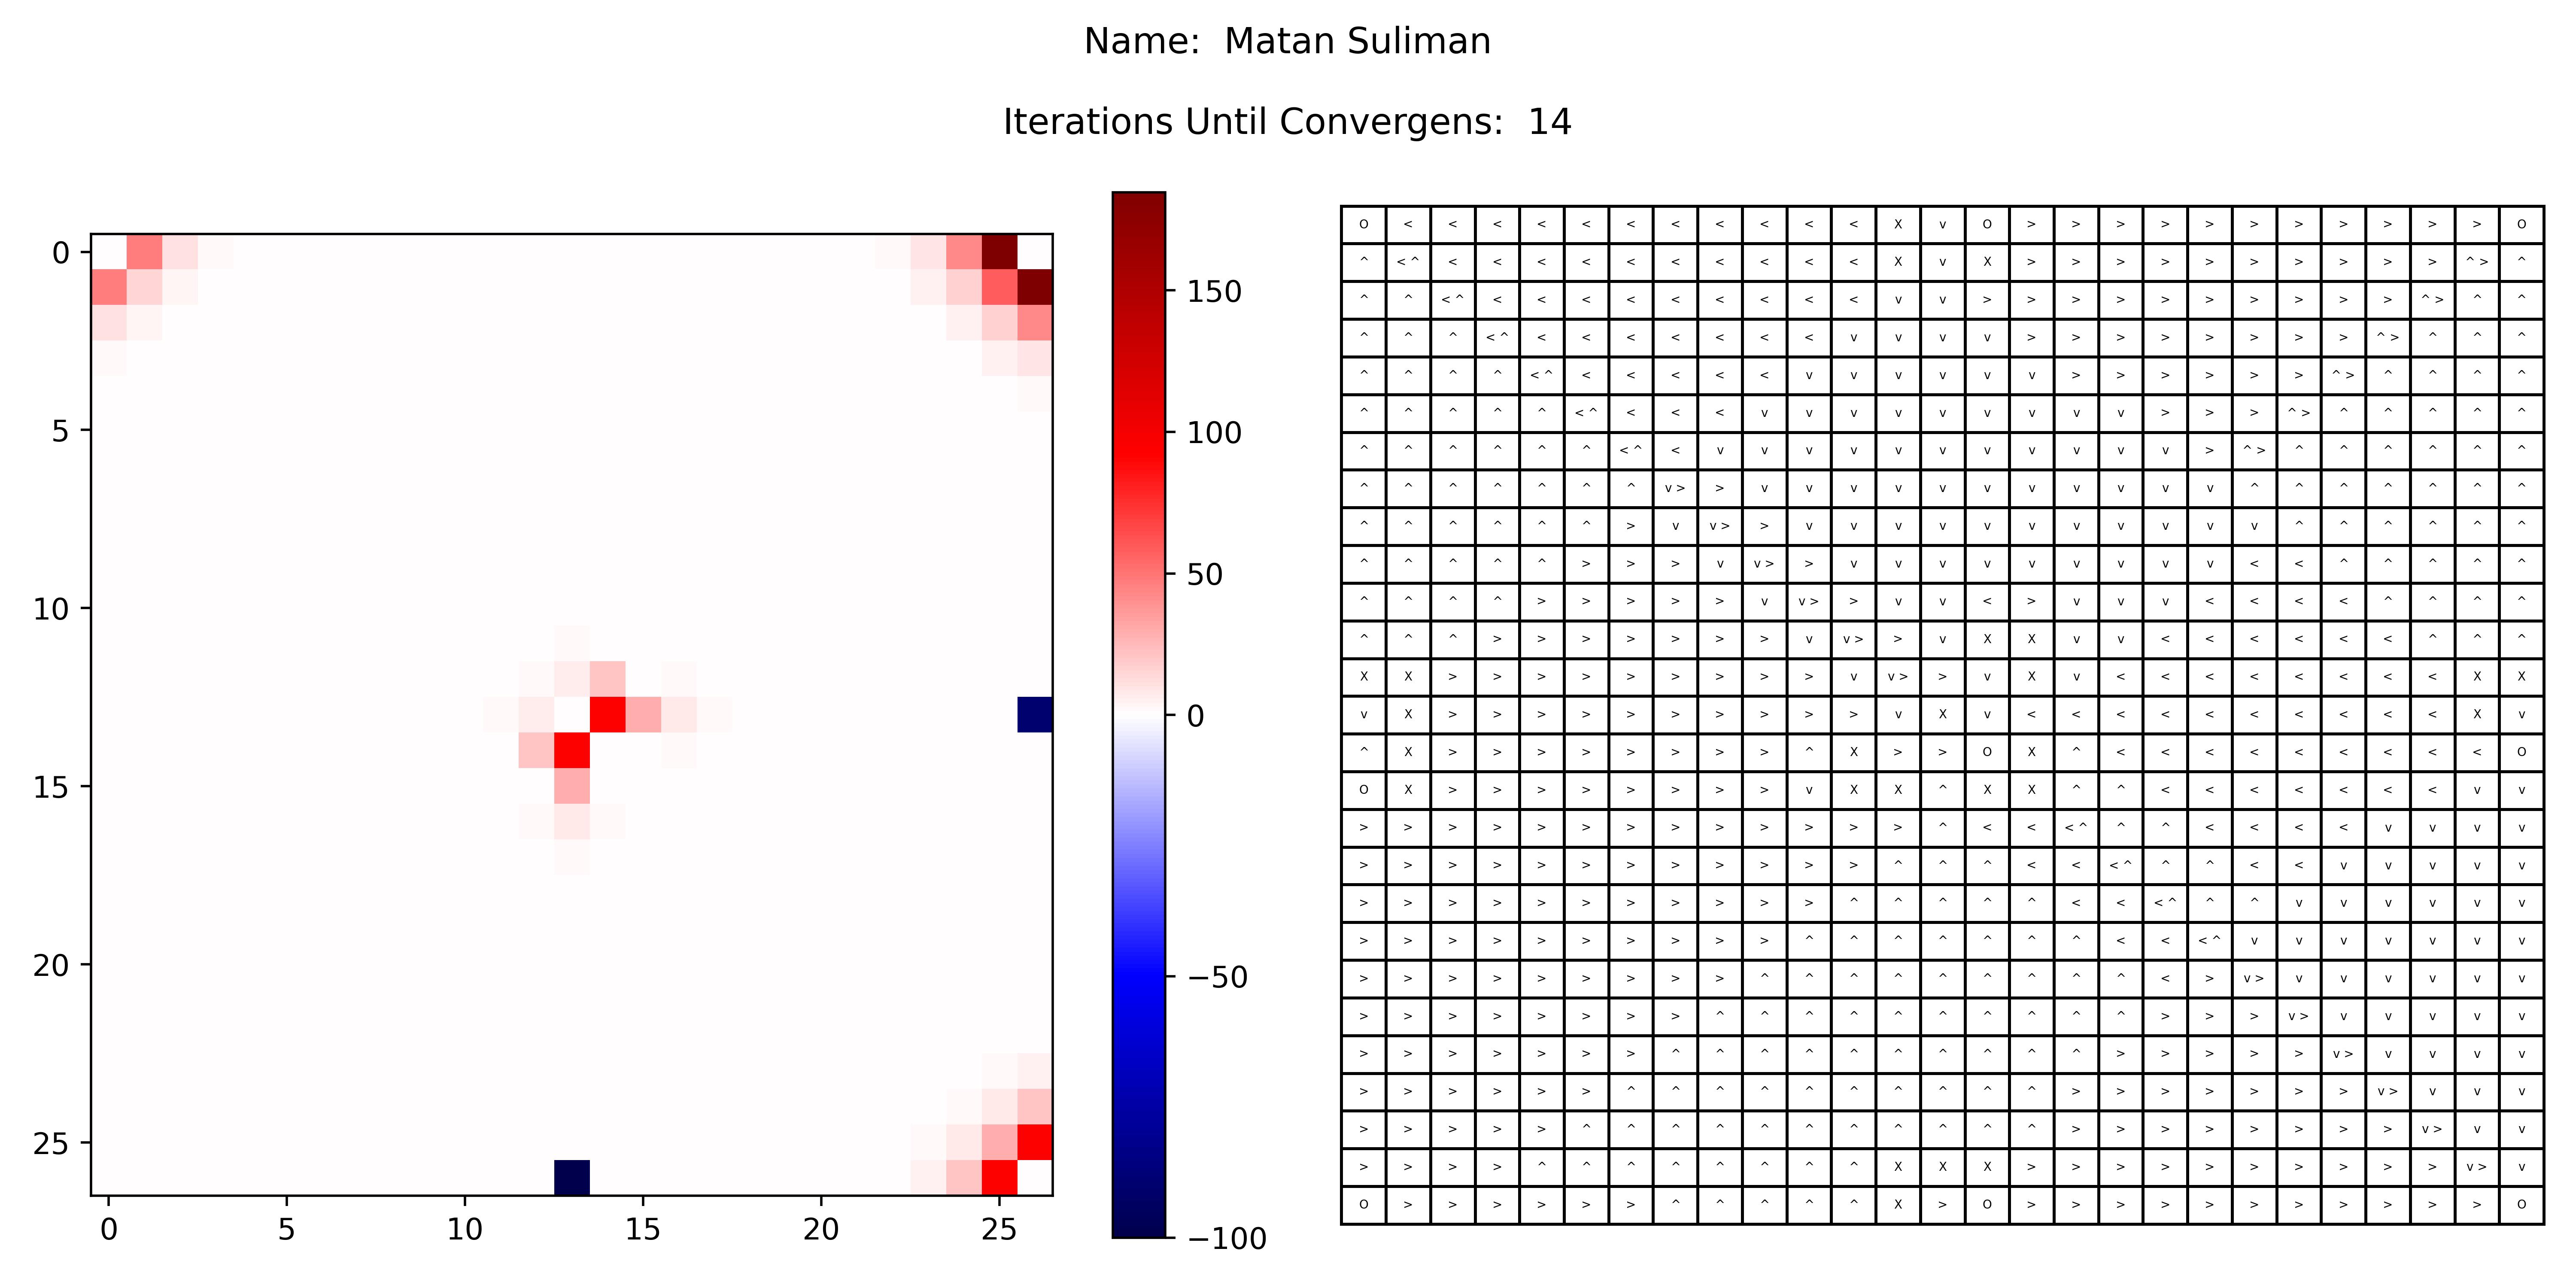 Name: Matan Suliman
Iterations Until Convergens: 14
0
5
10
15
20
25
0 5 10 15 20 25
150
100
50
0
−50
−100
O < < < < < < < < < < < X v O > > > > > > > > > > > O
^ < ^ < < < < < < < < < < X v X > > > > > > > > > > ^ > ^
^ ^ < ^ < < < < < < < < < v v > > > > > > > > > > ^ > ^ ^
^ ^ ^ < ^ < < < < < < < v v v v > > > > > > > > ^ > ^ ^ ^
^ ^ ^ ^ < ^ < < < < < v v v v v v > > > > > > ^ > ^ ^ ^ ^
^ ^ ^ ^ ^ < ^ < < < v v v v v v v v v > > > ^ > ^ ^ ^ ^ ^
^ ^ ^ ^ ^ ^ < ^ < v v v v v v v v v v v > ^ > ^ ^ ^ ^ ^ ^
^ ^ ^ ^ ^ ^ ^ v > > v v v v v v v v v v v ^ ^ ^ ^ ^ ^ ^
^ ^ ^ ^ ^ ^ > v v > > v v v v v v v v v v v ^ ^ ^ ^ ^ ^
^ ^ ^ ^ ^ > > > v v > > v v v v v v v v v < < ^ ^ ^ ^ ^
^ ^ ^ ^ > > > > > v v > > v v < > v v v < < < < ^ ^ ^ ^
^ ^ ^ > > > > > > > v v > > v X X v v < < < < < < ^ ^ ^
X X > > > > > > > > > v v > > v X v < < < < < < < < X X
v X > > > > > > > > > > v X v < < < < < < < < < < X v
^ X > > > > > > > > ^ X > > O X ^ < < < < < < < < < O
O X > > > > > > > > v X X ^ X X ^ ^ < < < < < < < v v
> > > > > > > > > > > > > ^ < < < ^ ^ ^ < < < < v v v v
> > > > > > > > > > > > ^ ^ ^ < < < ^ ^ ^ < < v v v v v
> > > > > > > > > > > ^ ^ ^ ^ ^ < < < ^ ^ ^ v v v v v v
> > > > > > > > > > ^ ^ ^ ^ ^ ^ ^ < < < ^ v v v v v v v
> > > > > > > > > ^ ^ ^ ^ ^ ^ ^ ^ ^ < > v > v v v v v v
> > > > > > > > ^ ^ ^ ^ ^ ^ ^ ^ ^ ^ > > > v > v v v v v
> > > > > > > ^ ^ ^ ^ ^ ^ ^ ^ ^ ^ > > > > > v > v v v v
> > > > > > ^ ^ ^ ^ ^ ^ ^ ^ ^ ^ > > > > > > > v > v v v
> > > > > ^ ^ ^ ^ ^ ^ ^ ^ ^ ^ ^ > > > > > > > > v > v v
> > > > ^ ^ ^ ^ ^ ^ ^ ^ X X X > > > > > > > > > > v > v
O > > > > > > ^ ^ ^ ^ ^ X > O > > > > > > > > > > > O